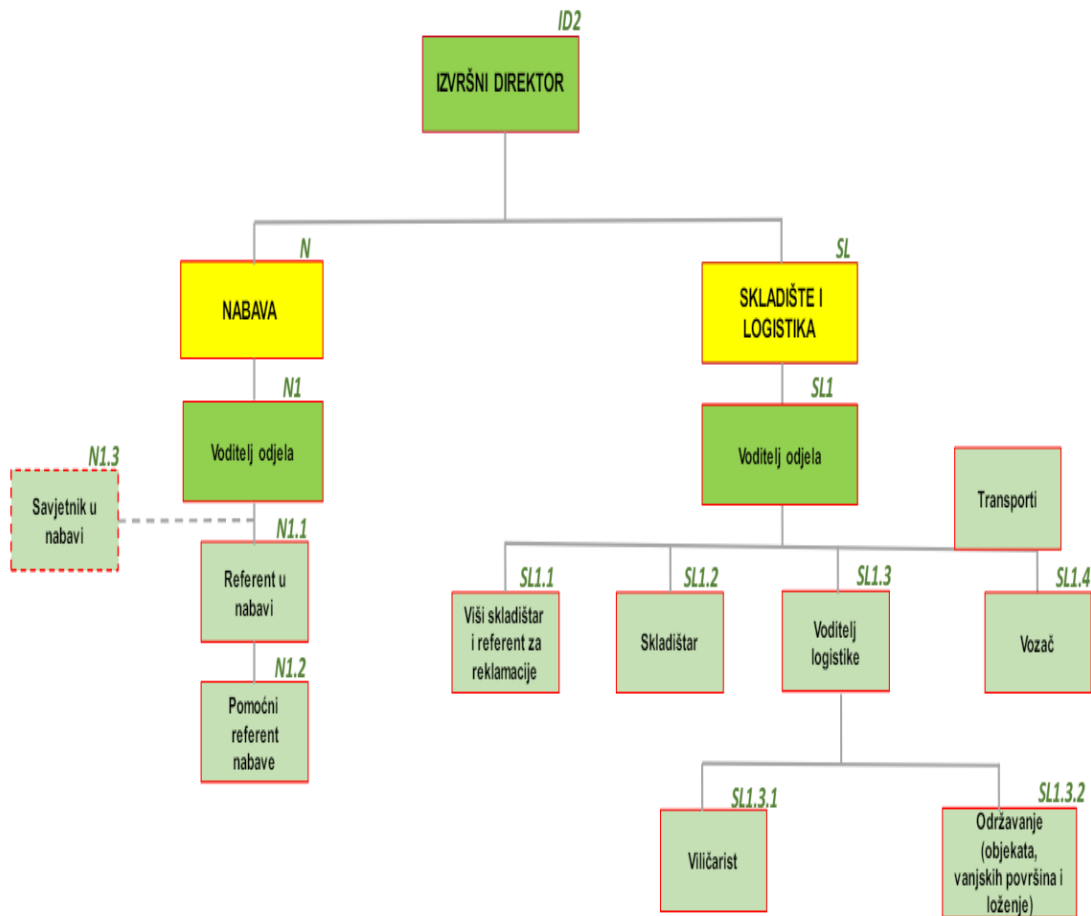 ID2
IZVRŠNI DIREKTOR
N
NABAVA
SL
SKLADIŠTE I
LOGISTIKA
N1
Voditelj odjela
SL1
Voditelj odjela
N1.3
Savjetnik u
nabavi
Transporti
N1.1
Referent u
nabavi
SL1.1
Viši skladištar
i referent za
reklamacije
SL1.2
Skladištar
SL1.3
Voditelj
logistike
SL1.4
Vozač
N1.2
Pomoćni
referent
nabave
SL1.3.1
Viličarist
SL1.3.2
Održavanje
(objekata,
vanjskih površina i
loženje)